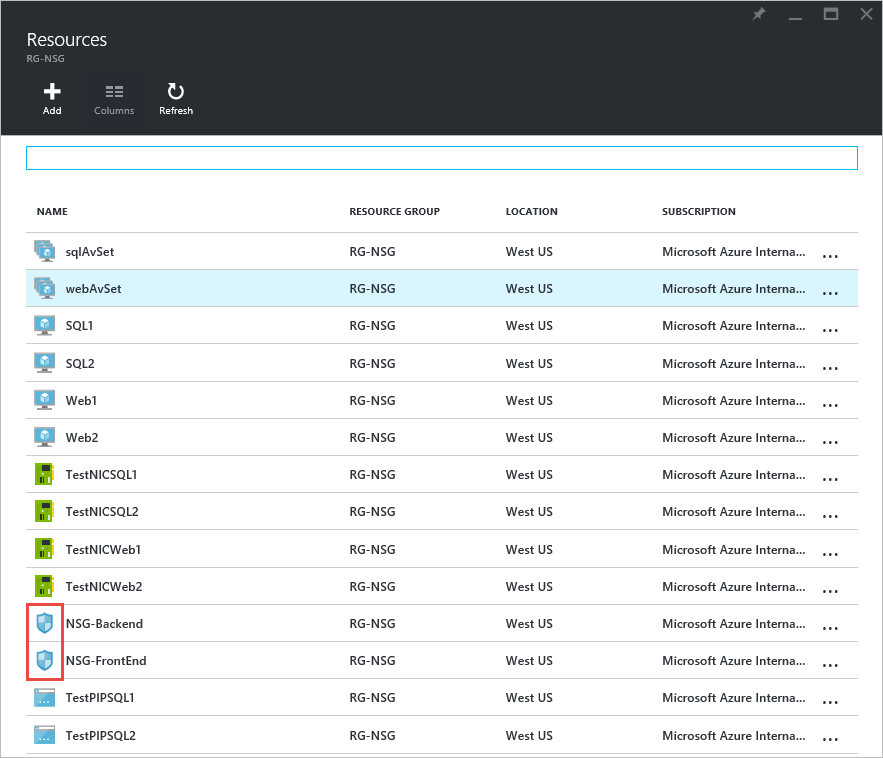 Resources
RG-NSG
Add Columns Refresh
NAME RESOURCE GROUP LOCATION SUBSCRIPTION
sqlAvSet RG-NSG West US Microsoft Azure Interna... ...
webAvSet RG-NSG West US Microsoft Azure Interna... ...
SQL1 RG-NSG West US Microsoft Azure Interna... ...
SQL2 RG-NSG West US Microsoft Azure Interna... ...
Web1 RG-NSG West US Microsoft Azure Interna... ...
Web2 RG-NSG West US Microsoft Azure Interna... ...
TestNICSQL1 RG-NSG West US Microsoft Azure Interna... ...
TestNICSQL2 RG-NSG West US Microsoft Azure Interna... ...
TestNICWeb1 RG-NSG West US Microsoft Azure Interna... ...
TestNICWeb2 RG-NSG West US Microsoft Azure Interna... ...
NSG-Backend RG-NSG West US Microsoft Azure Interna... ...
NSG-FrontEnd RG-NSG West US Microsoft Azure Interna... ...
TestPIPSQL1 RG-NSG West US Microsoft Azure Interna... ...
TestPIPSQL2 RG-NSG West US Microsoft Azure Interna... ...